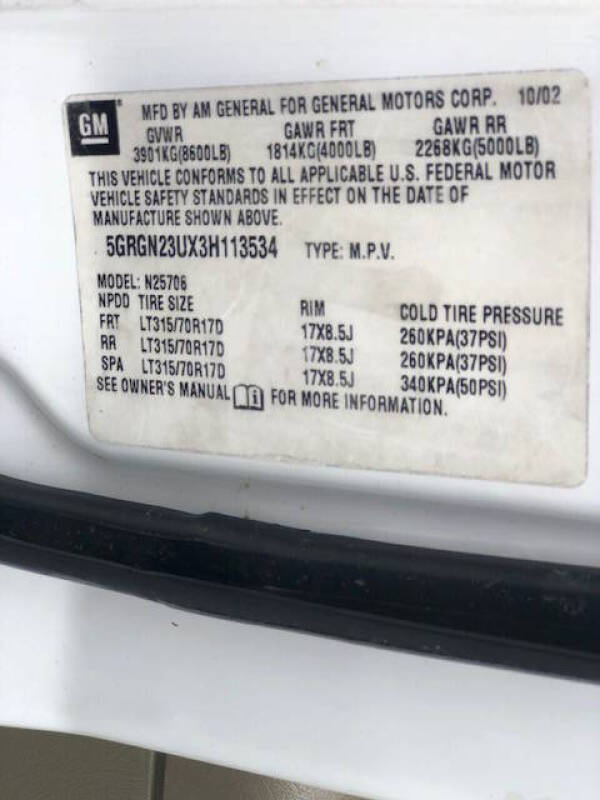 GM MFD BY AM GENERAL FOR GENERAL MOTORS CORP. 10/02
GVWR GAWR FRT GAWR RR
3901KG(8600LB) 1814KG(4000LB) 2268KG(5000LB)
THIS VEHICLE CONFORMS TO ALL APPLICABLE U.S. FEDERAL MOTOR
VEHICLE SAFETY STANDARDS IN EFFECT ON THE DATE OF
MANUFACTURE SHOWN ABOVE.
5GRGN23UX3H113534 TYPE: M.P.V.
MODEL: N25706
NPDD TIRE SIZE RIM COLD TIRE PRESSURE
FRT LT315/70R17D 17X8.5J 260KPA(37PSI)
RR LT315/70R17D 17X8.5J 260KPA(37PSI)
SPA LT315/70R17D 17X8.5J 340KPA(50PSI)
SEE OWNER'S MANUAL i FOR MORE INFORMATION.